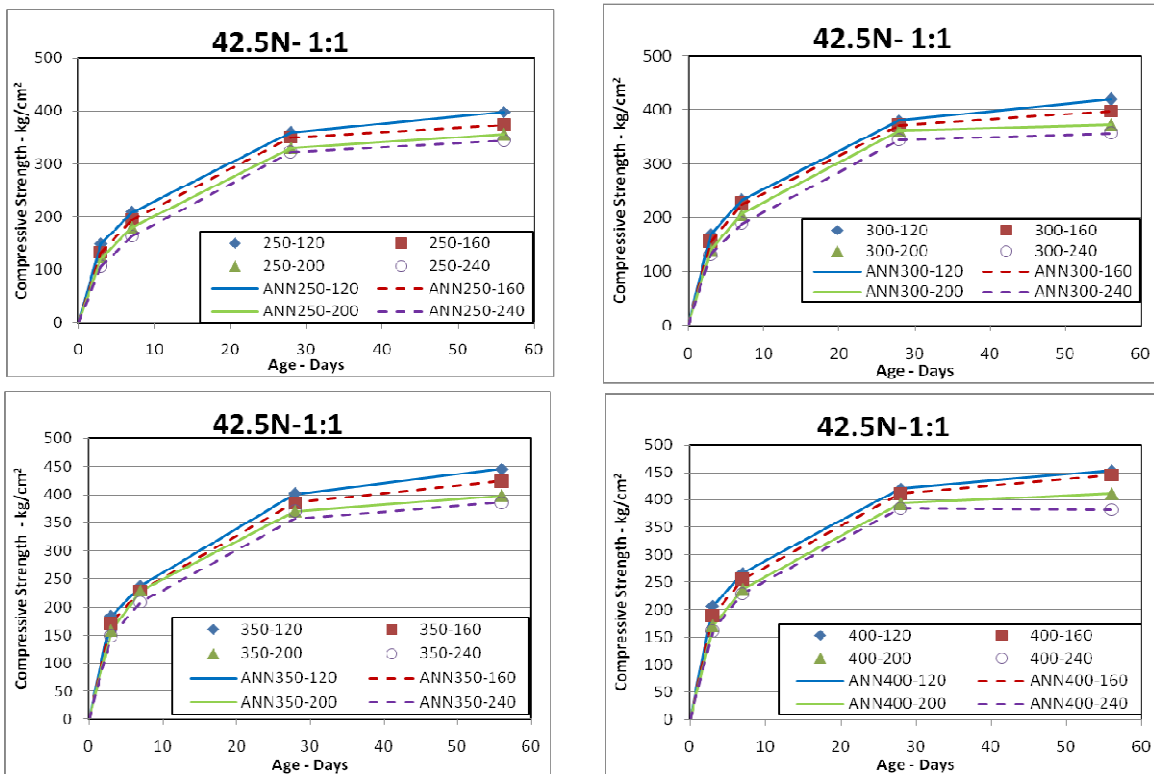 42.5N- 1:1
Compressive Strength - kg/cm²
500
400
300
200
100
0
250-120 250-160
250-200 250-240
ANN250-120 ANN250-160
ANN250-200 ANN250-240
0 10 20 30 40 50 60
Age - Days
42.5N- 1:1
Compressive Strength - kg/cm²
500
400
300
200
100
0
300-120 300-160
300-200 300-240
ANN300-120 ANN300-160
ANN300-200 ANN300-240
0 10 20 30 40 50 60
Age - Days
42.5N-1:1
Compressive Strength - kg/cm²
500
450
400
350
300
250
200
150
100
50
0
350-120 350-160
350-200 350-240
ANN350-120 ANN350-160
ANN350-200 ANN350-240
0 10 20 30 40 50 60
Age - Days
42.5N-1:1
Compressive Strength - kg/cm²
500
450
400
350
300
250
200
150
100
50
0
400-120 400-160
400-200 400-240
ANN400-120 ANN400-160
ANN400-200 ANN400-240
0 10 20 30 40 50 60
Age - Days